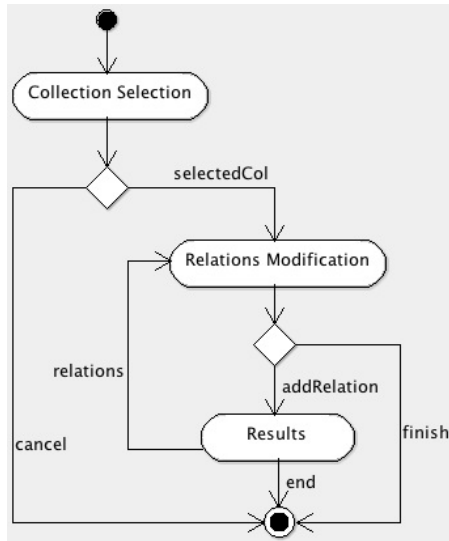 Collection Selection
selectedCol
Relations Modification
relations
addRelation
Results
finish
cancel
end